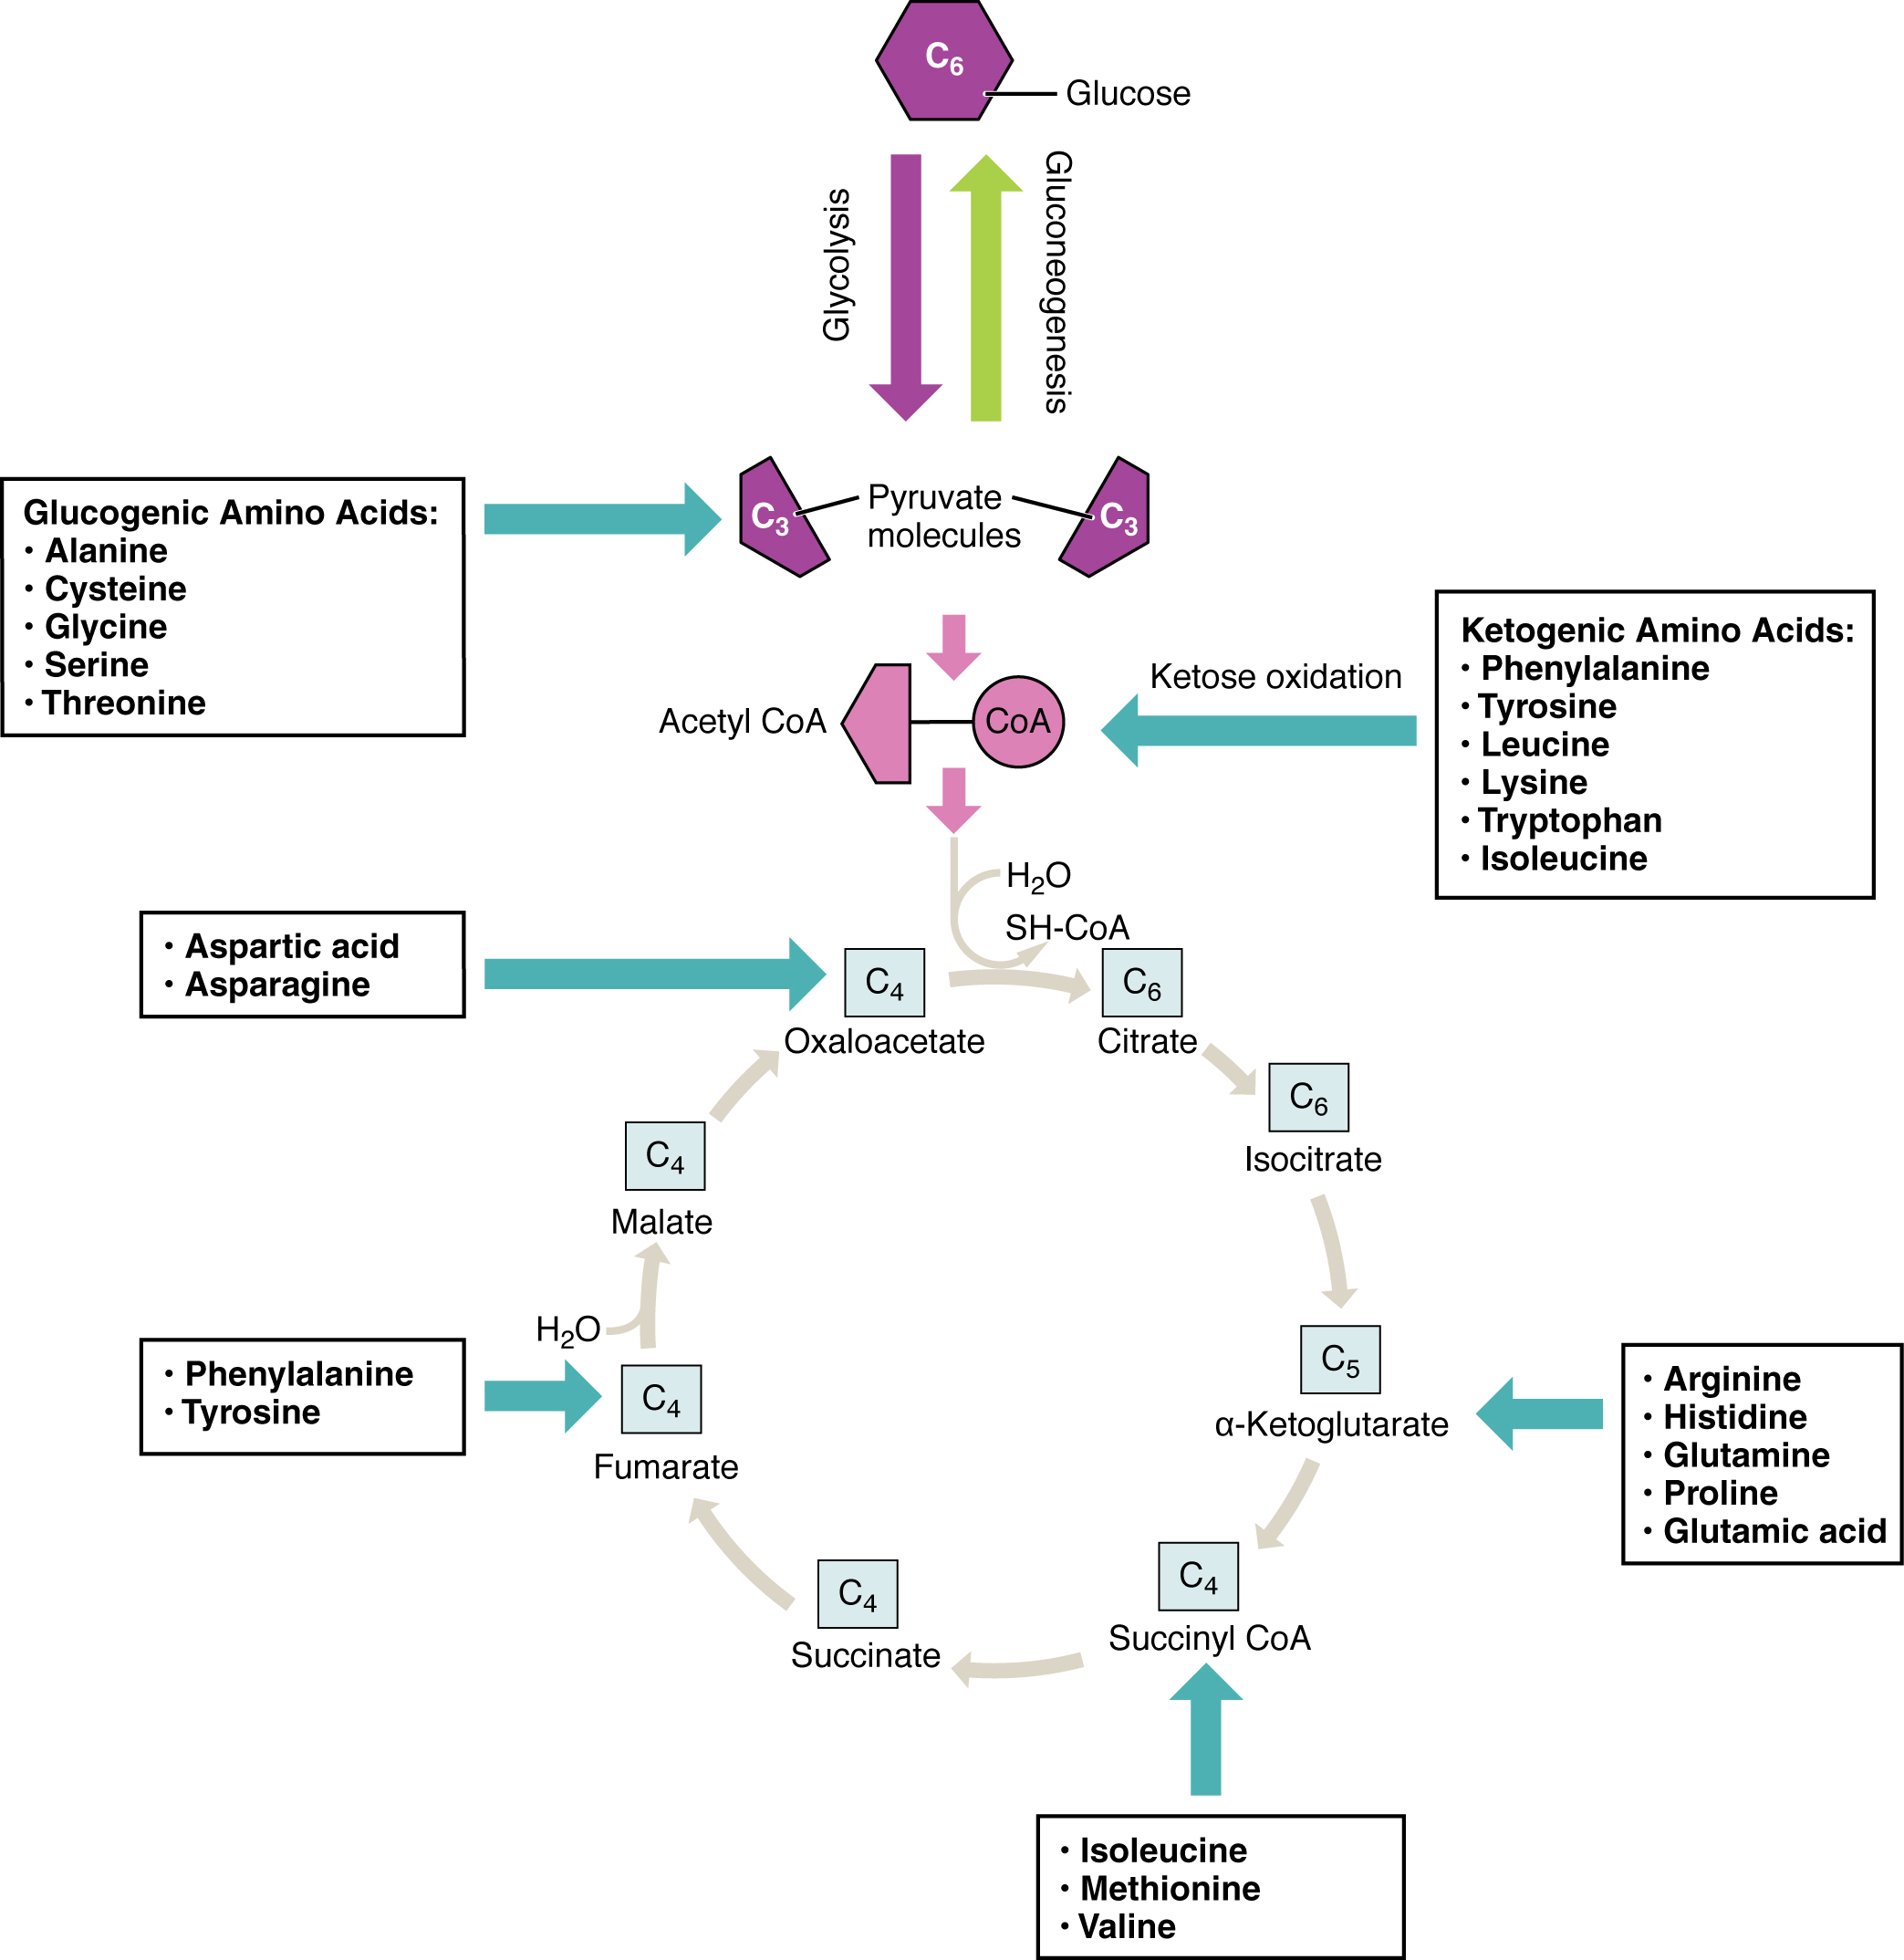 C6
Glucose
Glycolysis
Gluconeogenesis
Glucogenic Amino Acids:
• Alanine
• Cysteine
• Glycine
• Serine
• Threonine
C3
Pyruvate
molecules
C3
Ketogenic Amino Acids:
• Phenylalanine
• Tyrosine
• Leucine
• Lysine
• Tryptophan
• Isoleucine
Ketose oxidation
Acetyl CoA
CoA
H2O
SH-CoA
• Aspartic acid
• Asparagine
C4
Oxaloacetate
C6
Citrate
C6
Isocitrate
C4
Malate
H2O
• Phenylalanine
• Tyrosine
C4
Fumarate
C5
α-Ketoglutarate
• Arginine
• Histidine
• Glutamine
• Proline
• Glutamic acid
C4
Succinate
C4
Succinyl CoA
• Isoleucine
• Methionine
• Valine